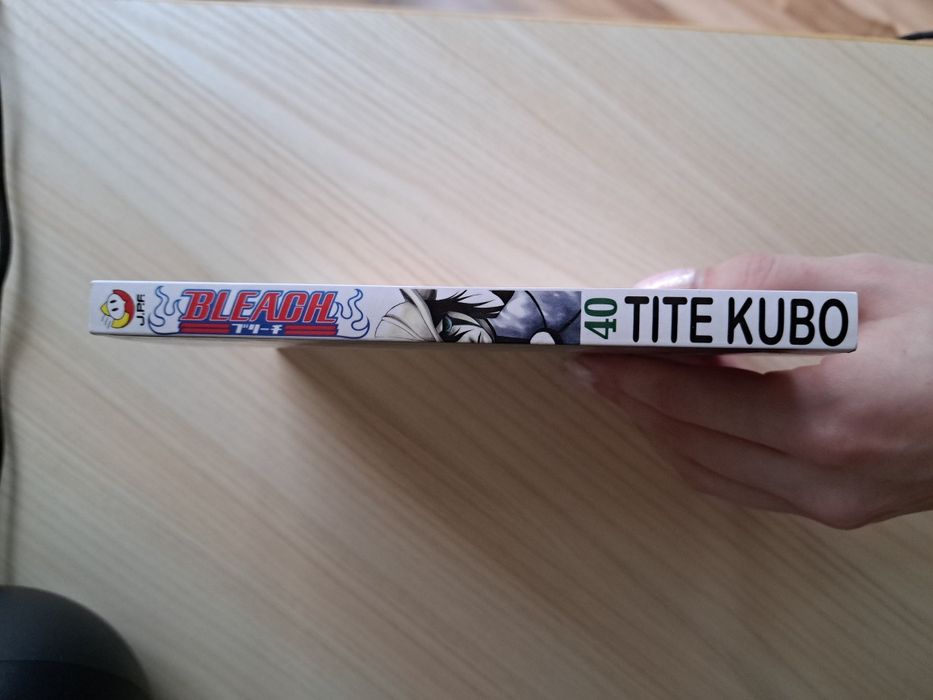 J.P.F.
BLEACH
ブリーチ
40
TITE KUBO